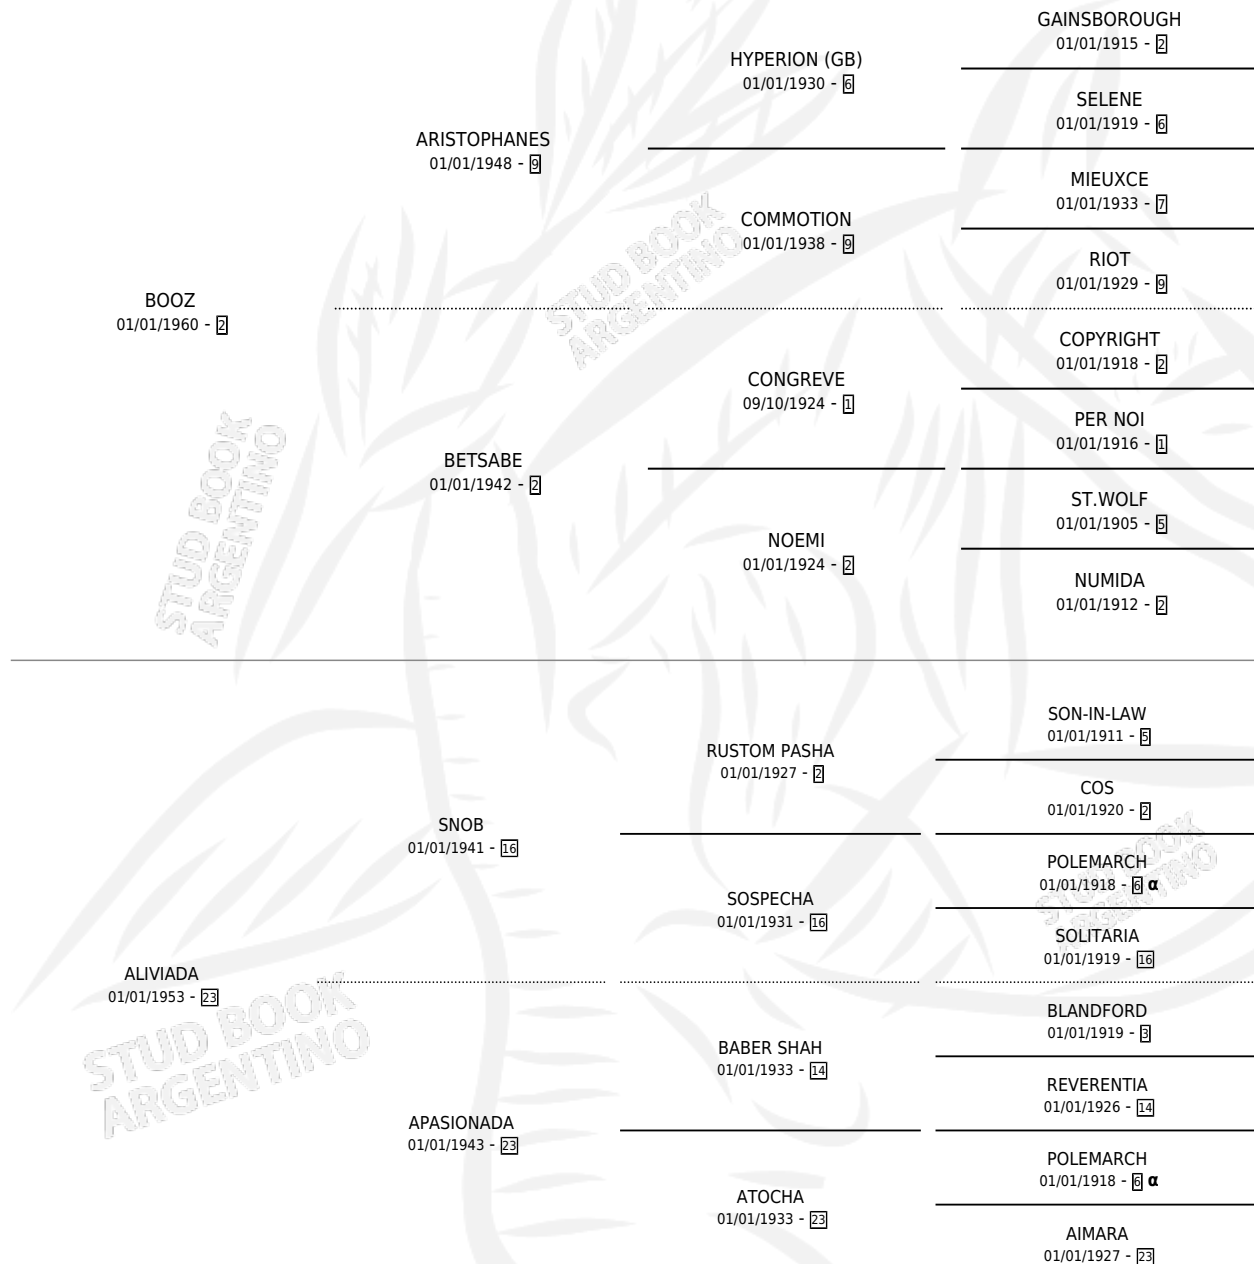 GAINSBOROUGH
01/01/1915 - 2
HYPERION (GB)
01/01/1930 - 6
SELENE
01/01/1919 - 6
ARISTOPHANES
01/01/1948 - 9
MIEUXCE
01/01/1933 - 7
COMMOTION
01/01/1938 - 9
RIOT
01/01/1929 - 9
BOOZ
01/01/1960 - 2
COPYRIGHT
01/01/1918 - 2
CONGREVE
09/10/1924 - 1
PER NOI
01/01/1916 - 1
BETSABE
01/01/1942 - 2
ST.WOLF
01/01/1905 - 5
NOEMI
01/01/1924 - 2
NUMIDA
01/01/1912 - 2
SON-IN-LAW
01/01/1911 - 5
RUSTOM PASHA
01/01/1927 - 2
COS
01/01/1920 - 2
SNOB
01/01/1941 - 16
POLEMARCH
01/01/1918 - 6 α
SOSPECHA
01/01/1931 - 16
SOLITARIA
01/01/1919 - 16
ALIVIADA
01/01/1953 - 23
BLANDFORD
01/01/1919 - 3
BABER SHAH
01/01/1933 - 14
REVERENTIA
01/01/1926 - 14
APASIONADA
01/01/1943 - 23
POLEMARCH
01/01/1918 - 6 α
ATOCHA
01/01/1933 - 23
AIMARA
01/01/1927 - 23
STUD BOOK
ARGENTINO
STUD BOOK
ARGENTINO
STUD BOOK
ARGENTINO
STUD BOOK
ARGENTINO